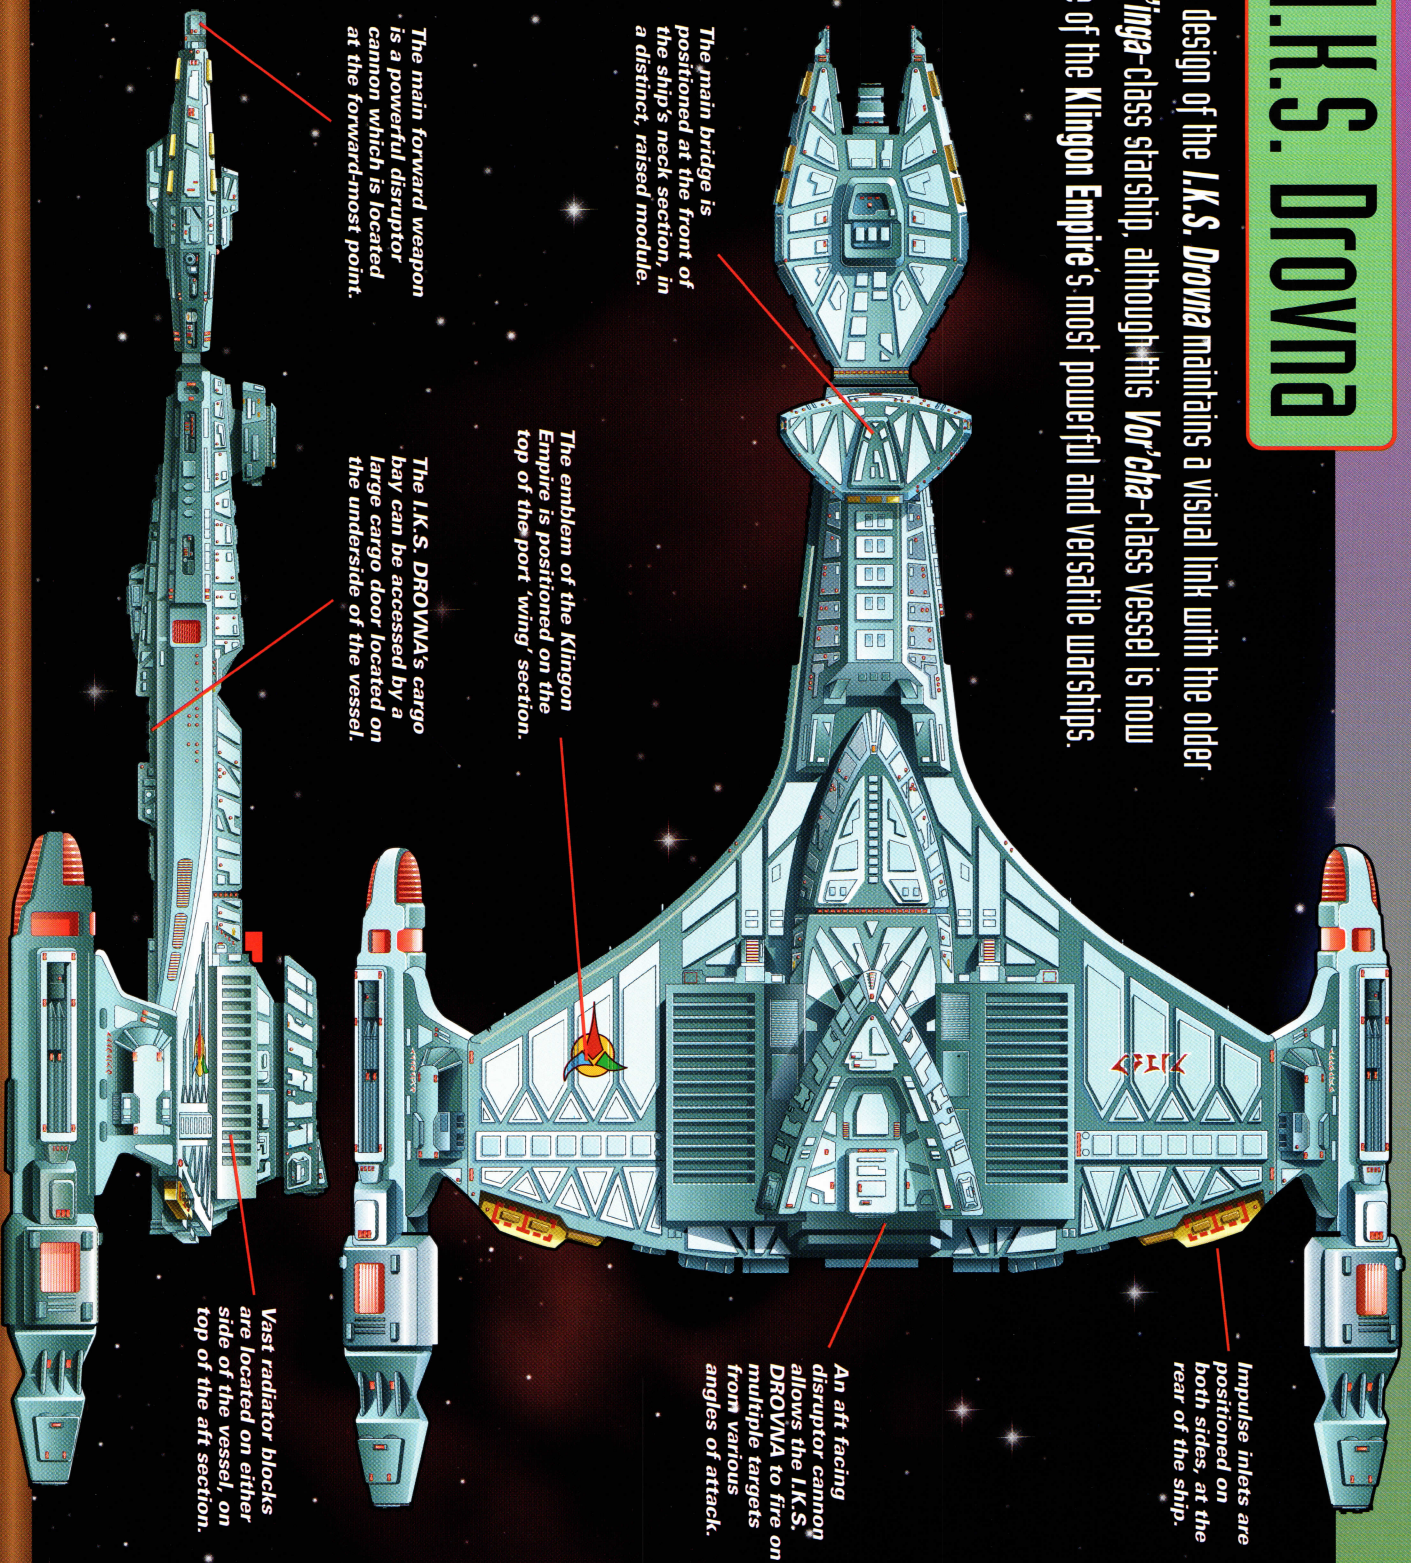 I.K.S. Drovna
design of the I.K.S. Drovna maintains a visual link with the older
'inga-class starship, although this Vor'cha-class vessel is now
of the Klingon Empire's most powerful and versatile warships.
The main bridge is
positioned at the front of
the ship's neck section, in
a distinct, raised module.
The main forward weapon
is a powerful disruptor
cannon which is located
at the forward-most point.
The emblem of the Klingon
Empire is positioned on the
top of the port 'wing' section.
The I.K.S. DROVNA's cargo
bay can be accessed by a
large cargo door located on
the underside of the vessel.
Impulse inlets are
positioned on
both sides, at the
rear of the ship.
An aft facing
disruptor cannon
allows the I.K.S.
DROVNA to fire on
multiple targets
from various
angles of attack.
Vast radiator blocks
are located on either
side of the vessel, on
top of the aft section.